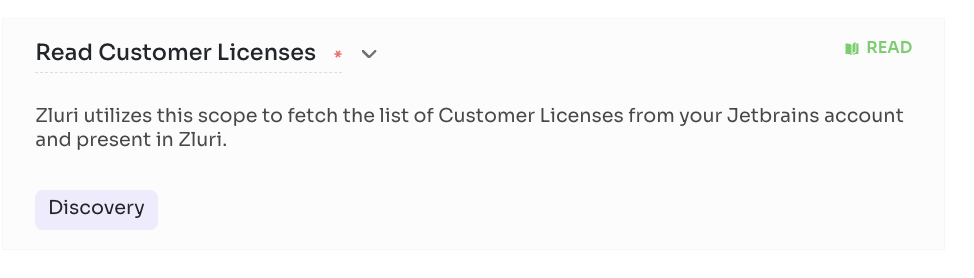 Read Customer Licenses *
READ
Zluri utilizes this scope to fetch the list of Customer Licenses from your Jetbrains account
and present in Zluri.
Discovery